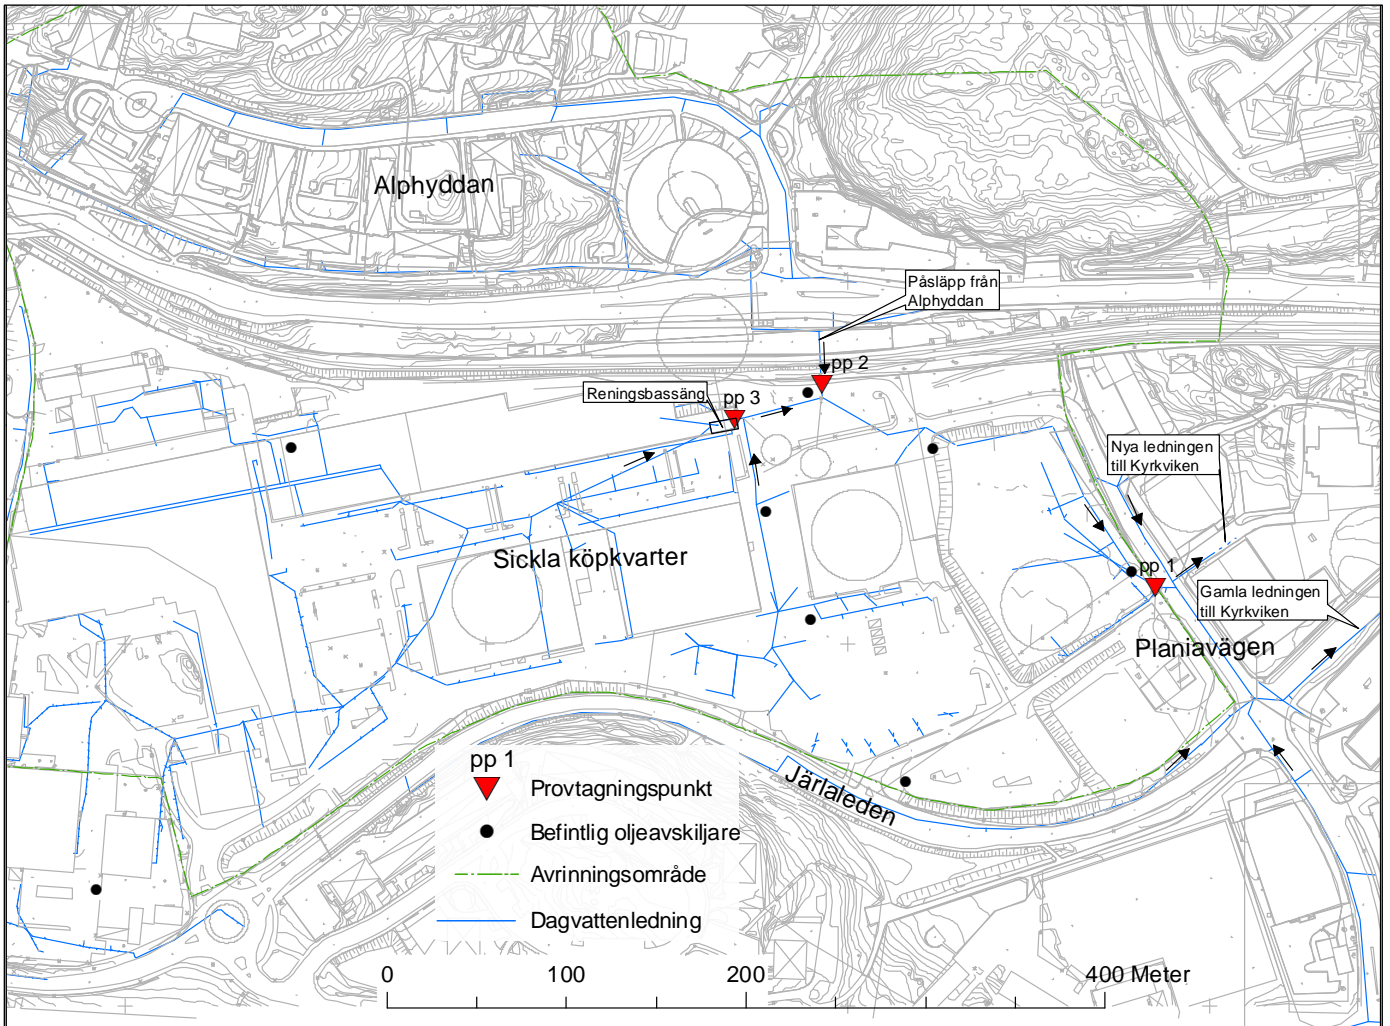 Alphyddan
Påsläpp från
Alphyddan
pp 2
Reningsbassäng
pp 3
Nya ledningen
till Kyrkviken
Sickla köpkvarter
pp 1
Gamla ledningen
till Kyrkviken
Planiavägen
Järlaleden
pp 1
Provtagningspunkt
Befintlig oljeavskiljare
Avrinningsområde
Dagvattenledning
0 100 200 400 Meter